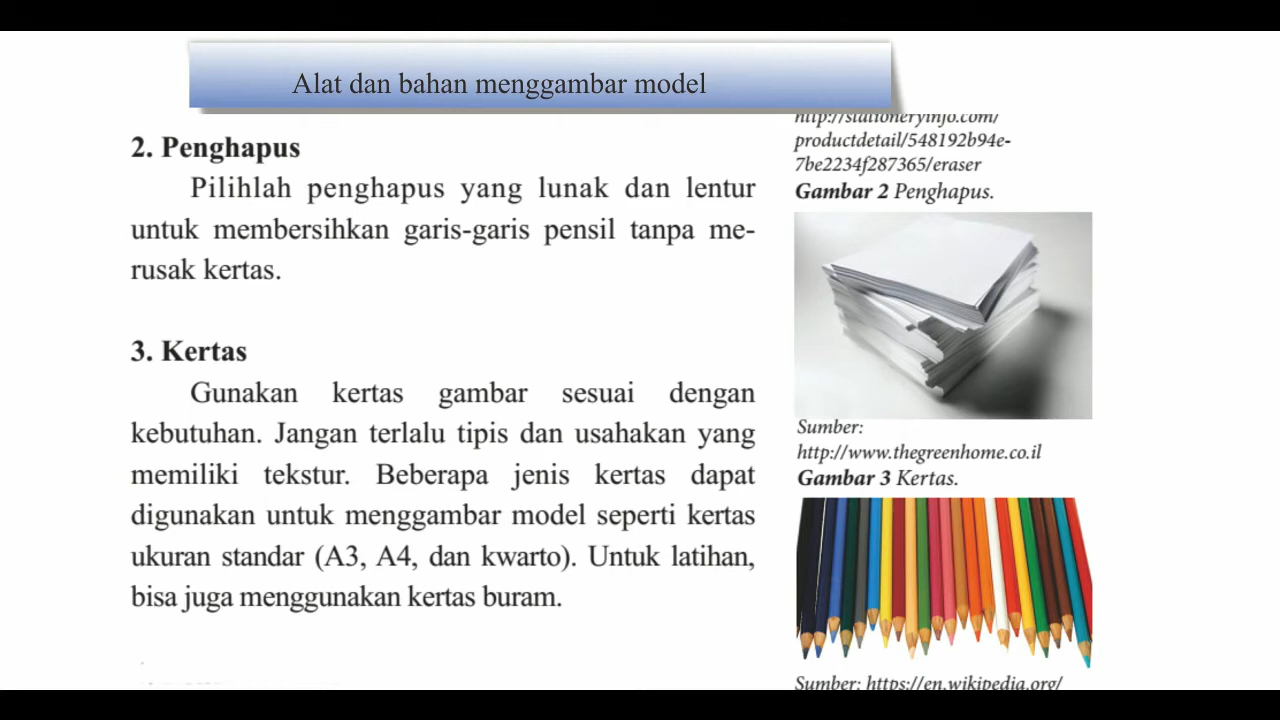 Alat dan bahan menggambar model
2. Penghapus
Pilihlah penghapus yang lunak dan lentur
untuk membersihkan garis-garis pensil tanpa me-
rusak kertas.
3. Kertas
Gunakan kertas gambar sesuai dengan
kebutuhan. Jangan terlalu tipis dan usahakan yang
memiliki tekstur. Beberapa jenis kertas dapat
digunakan untuk menggambar model seperti kertas
ukuran standar (A3, A4, dan kwarto). Untuk latihan,
bisa juga menggunakan kertas buram.
http://stationeryinfo.com/
productdetail/548192b94e-
7be2234f287365/eraser
Gambar 2 Penghapus.
Sumber:
http://www.thegreenhome.co.il
Gambar 3 Kertas.
Sumber: https://en.wikipedia.org/